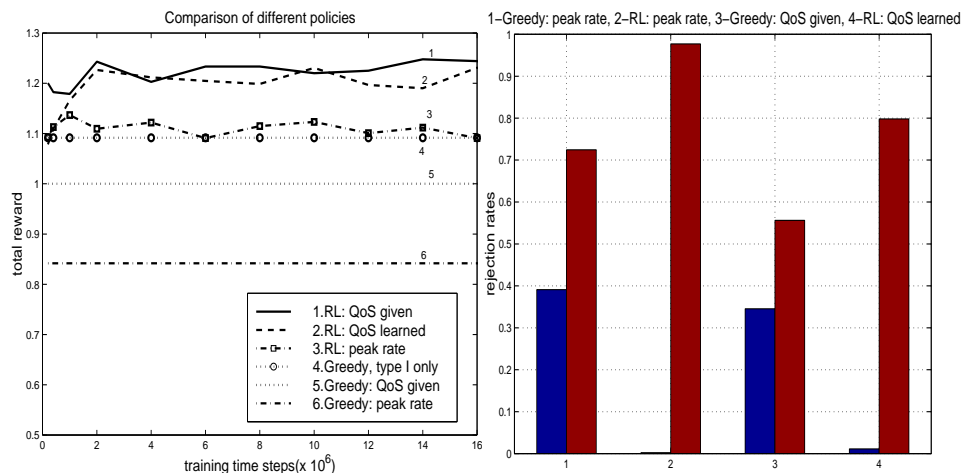 Comparison of different policies
1.3
1.2
1.1
1
0.9
0.8
0.7
0.6
0.5
total reward
0 2 4 6 8 10 12 14 16
training time steps(x 10^6)
1
2
3
4
5
6
1.RL: QoS given
2.RL: QoS learned
3.RL: peak rate
4.Greedy, type I only
5.Greedy: QoS given
6.Greedy: peak rate
1−Greedy: peak rate, 2−RL: peak rate, 3−Greedy: QoS given, 4−RL: QoS learned
1
0.9
0.8
0.7
0.6
0.5
0.4
0.3
0.2
0.1
0
rejection rates
1 2 3 4